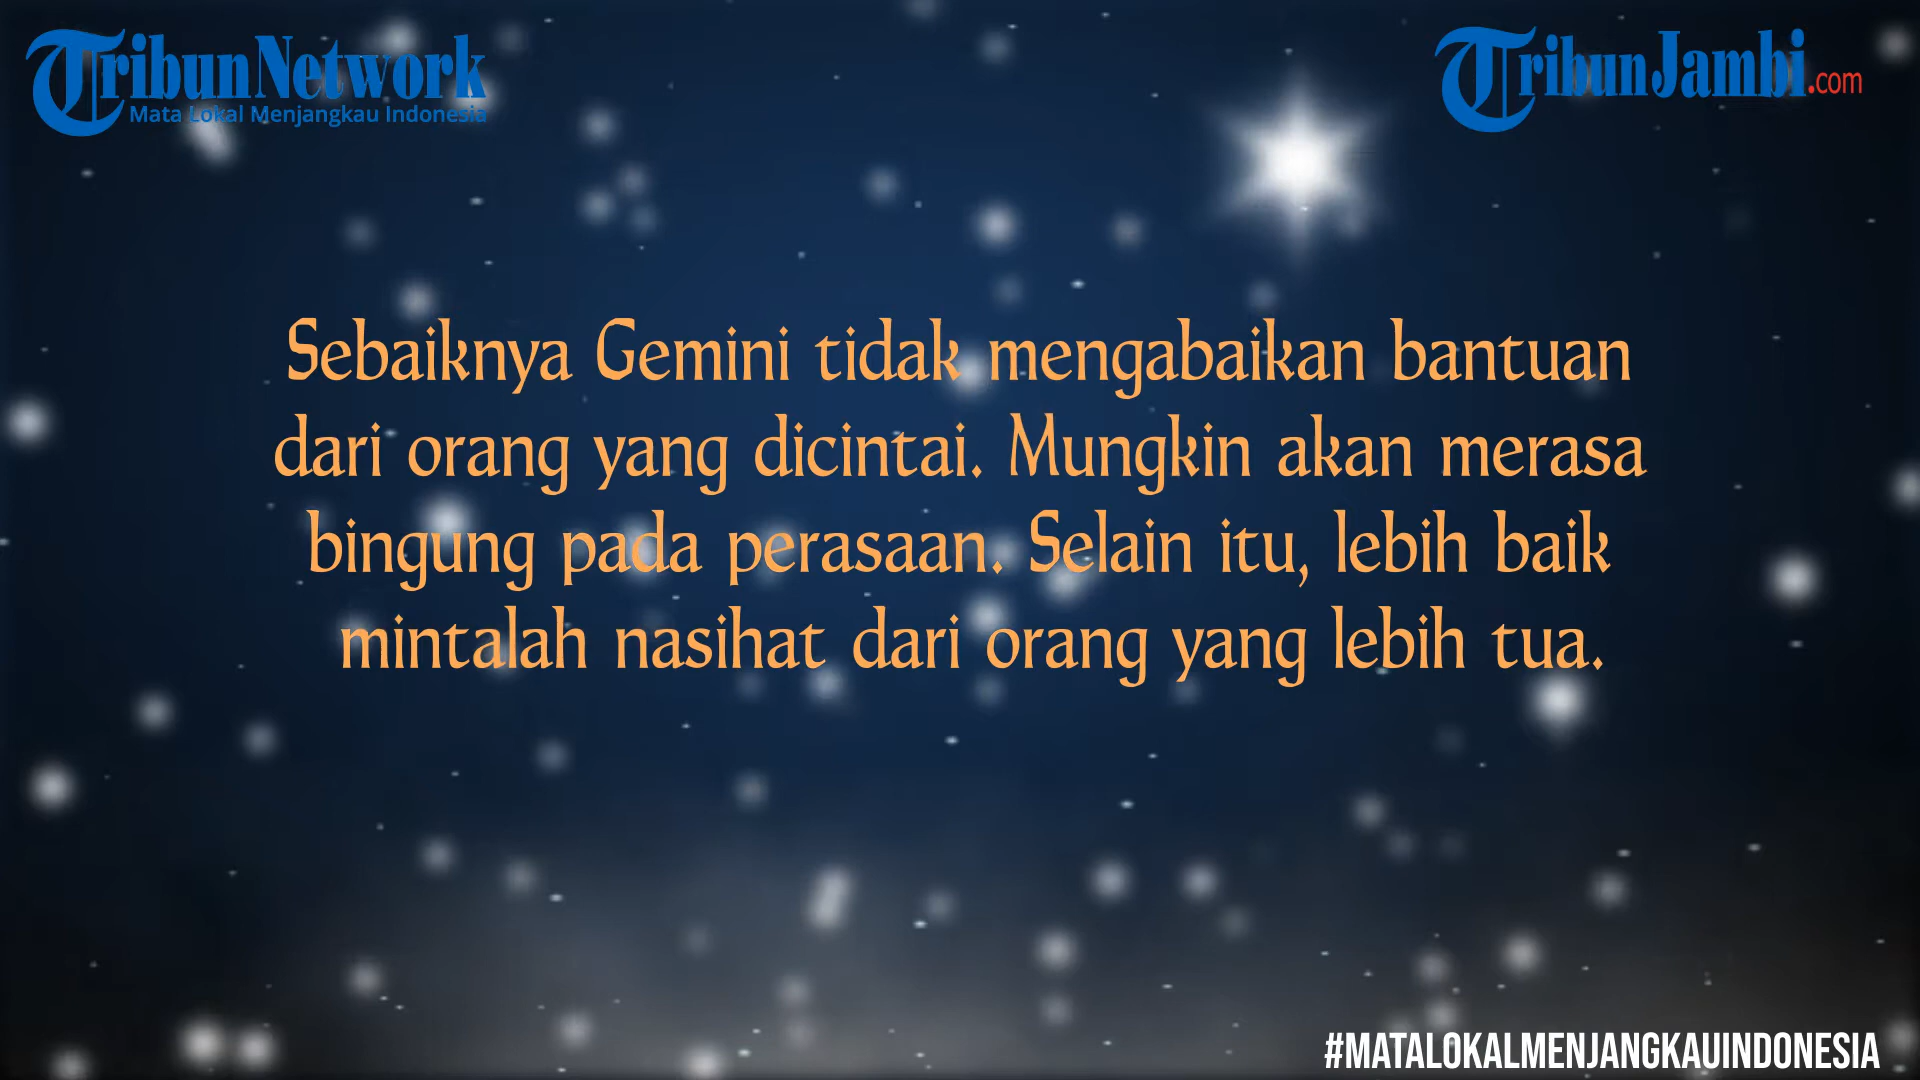 TribunNetwork
Mata Lokal Menjangkau Indonesia
TribunJambi.com
Sebaiknya Gemini tidak mengabaikan bantuan
dari orang yang dicintai. Mungkin akan merasa
bingung pada perasaan. Selain itu, lebih baik
mintalah nasihat dari orang yang lebih tua.
#MATALOKALMENJANGKAUINDONESIA